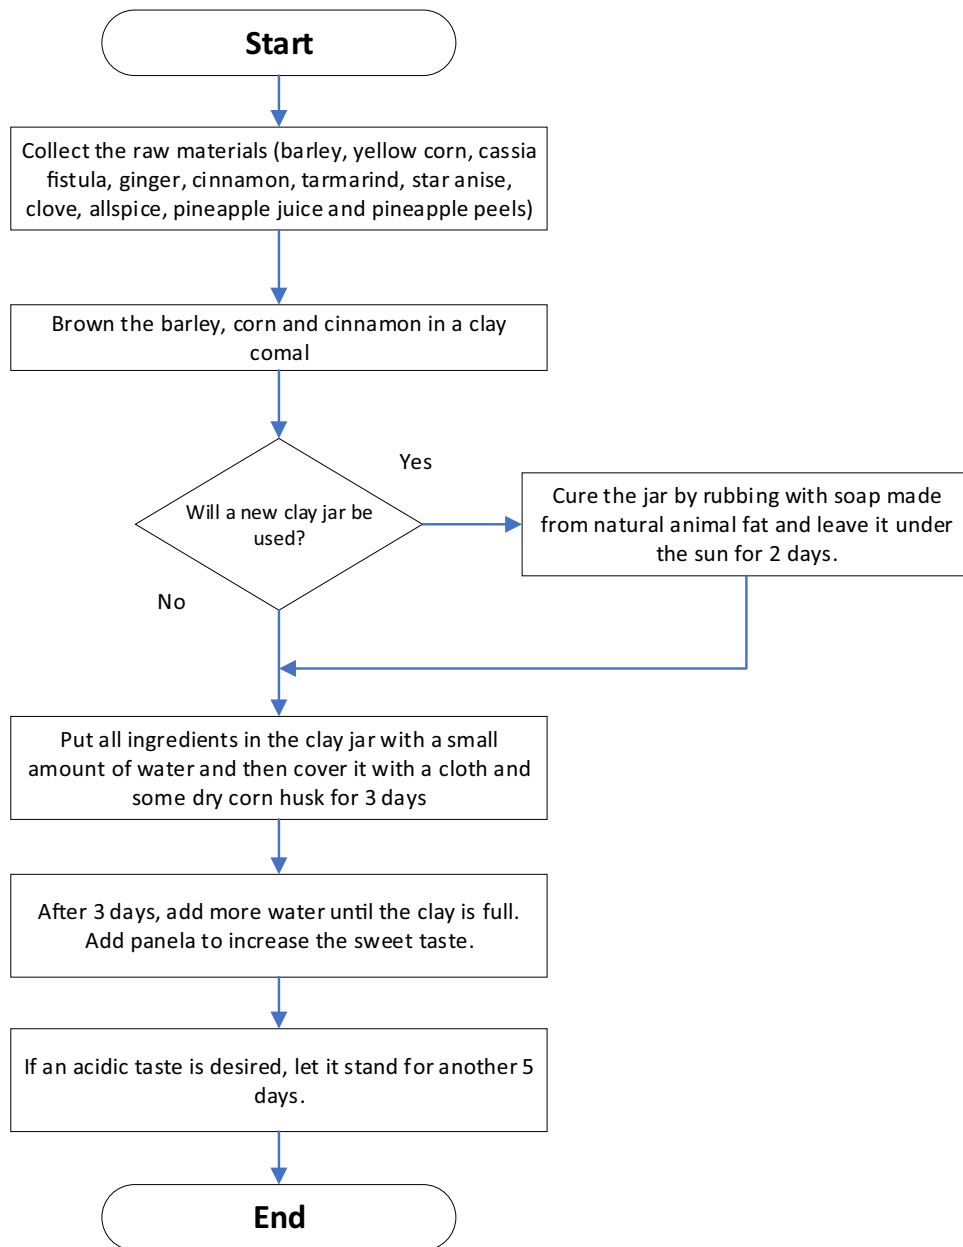 Start
Collect the raw materials (barley, yellow corn, cassia
fistula, ginger, cinnamon, tarmarind, star anise,
clove, allspice, pineapple juice and pineapple peels)
Brown the barley, corn and cinnamon in a clay
comal
Will a new clay jar be
used?
Yes
Cure the jar by rubbing with soap made
from natural animal fat and leave it under
the sun for 2 days.
No
Put all ingredients in the clay jar with a small
amount of water and then cover it with a cloth and
some dry corn husk for 3 days
After 3 days, add more water until the clay is full.
Add panela to increase the sweet taste.
If an acidic taste is desired, let it stand for another 5
days.
End